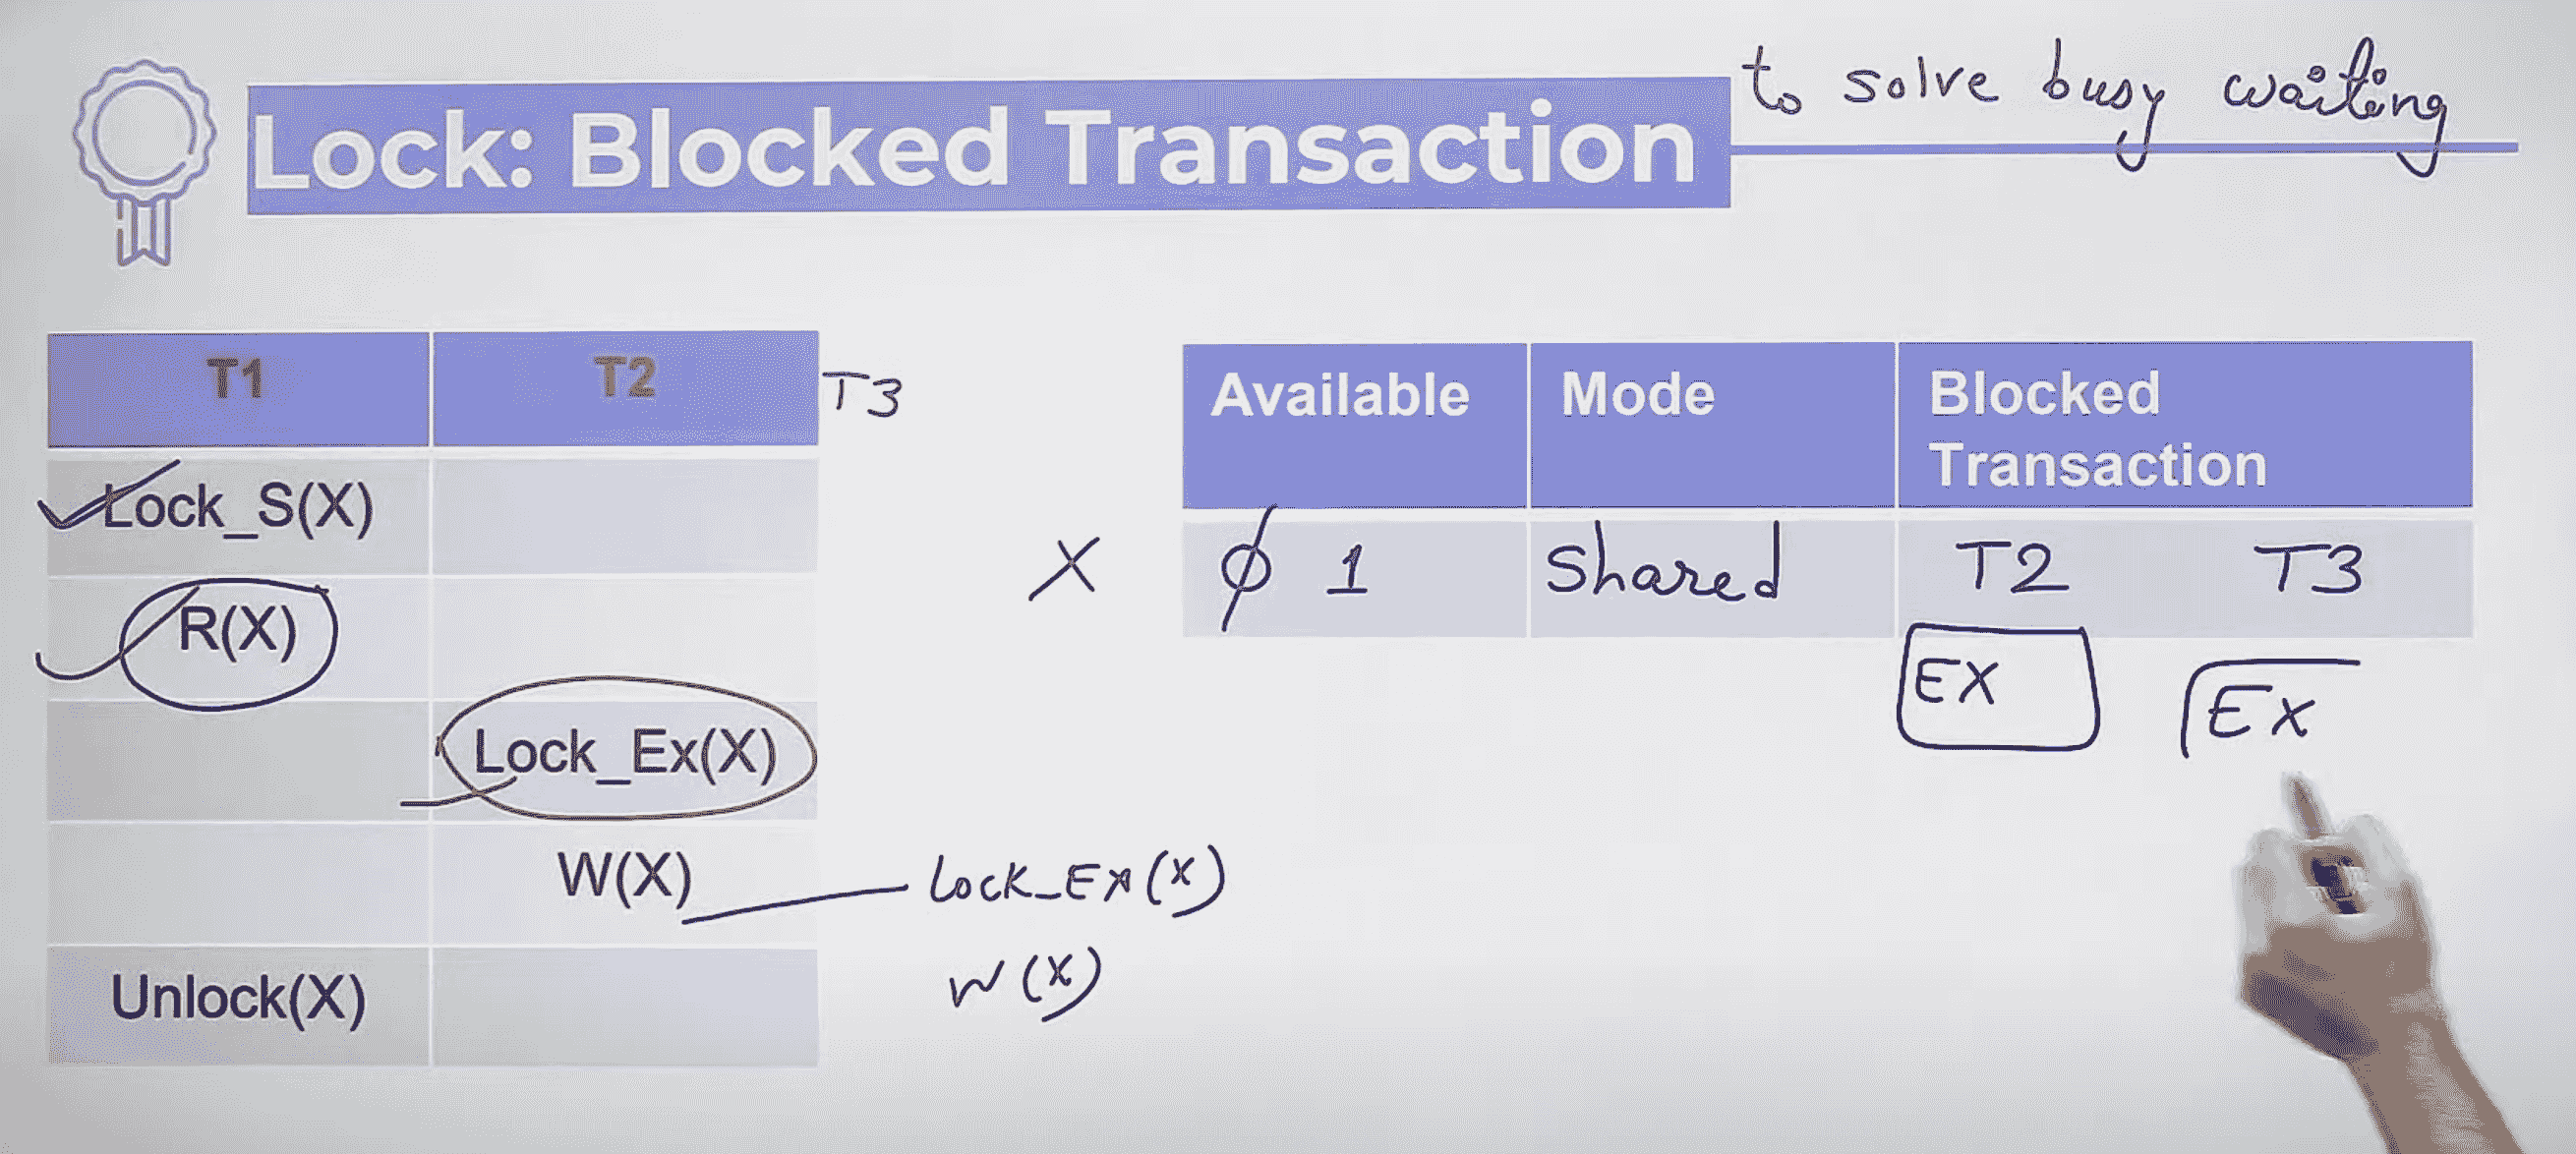 to solve busy waiting
Lock: Blocked Transaction
T1 T2 T3
Lock_S(X)
R(X)
Lock_Ex(X)
W(X) Lock_Ex(X)
W(X)
Unlock(X)
Available Mode Blocked
Transaction
X 0 1 Shared T2 T3
EX Ex